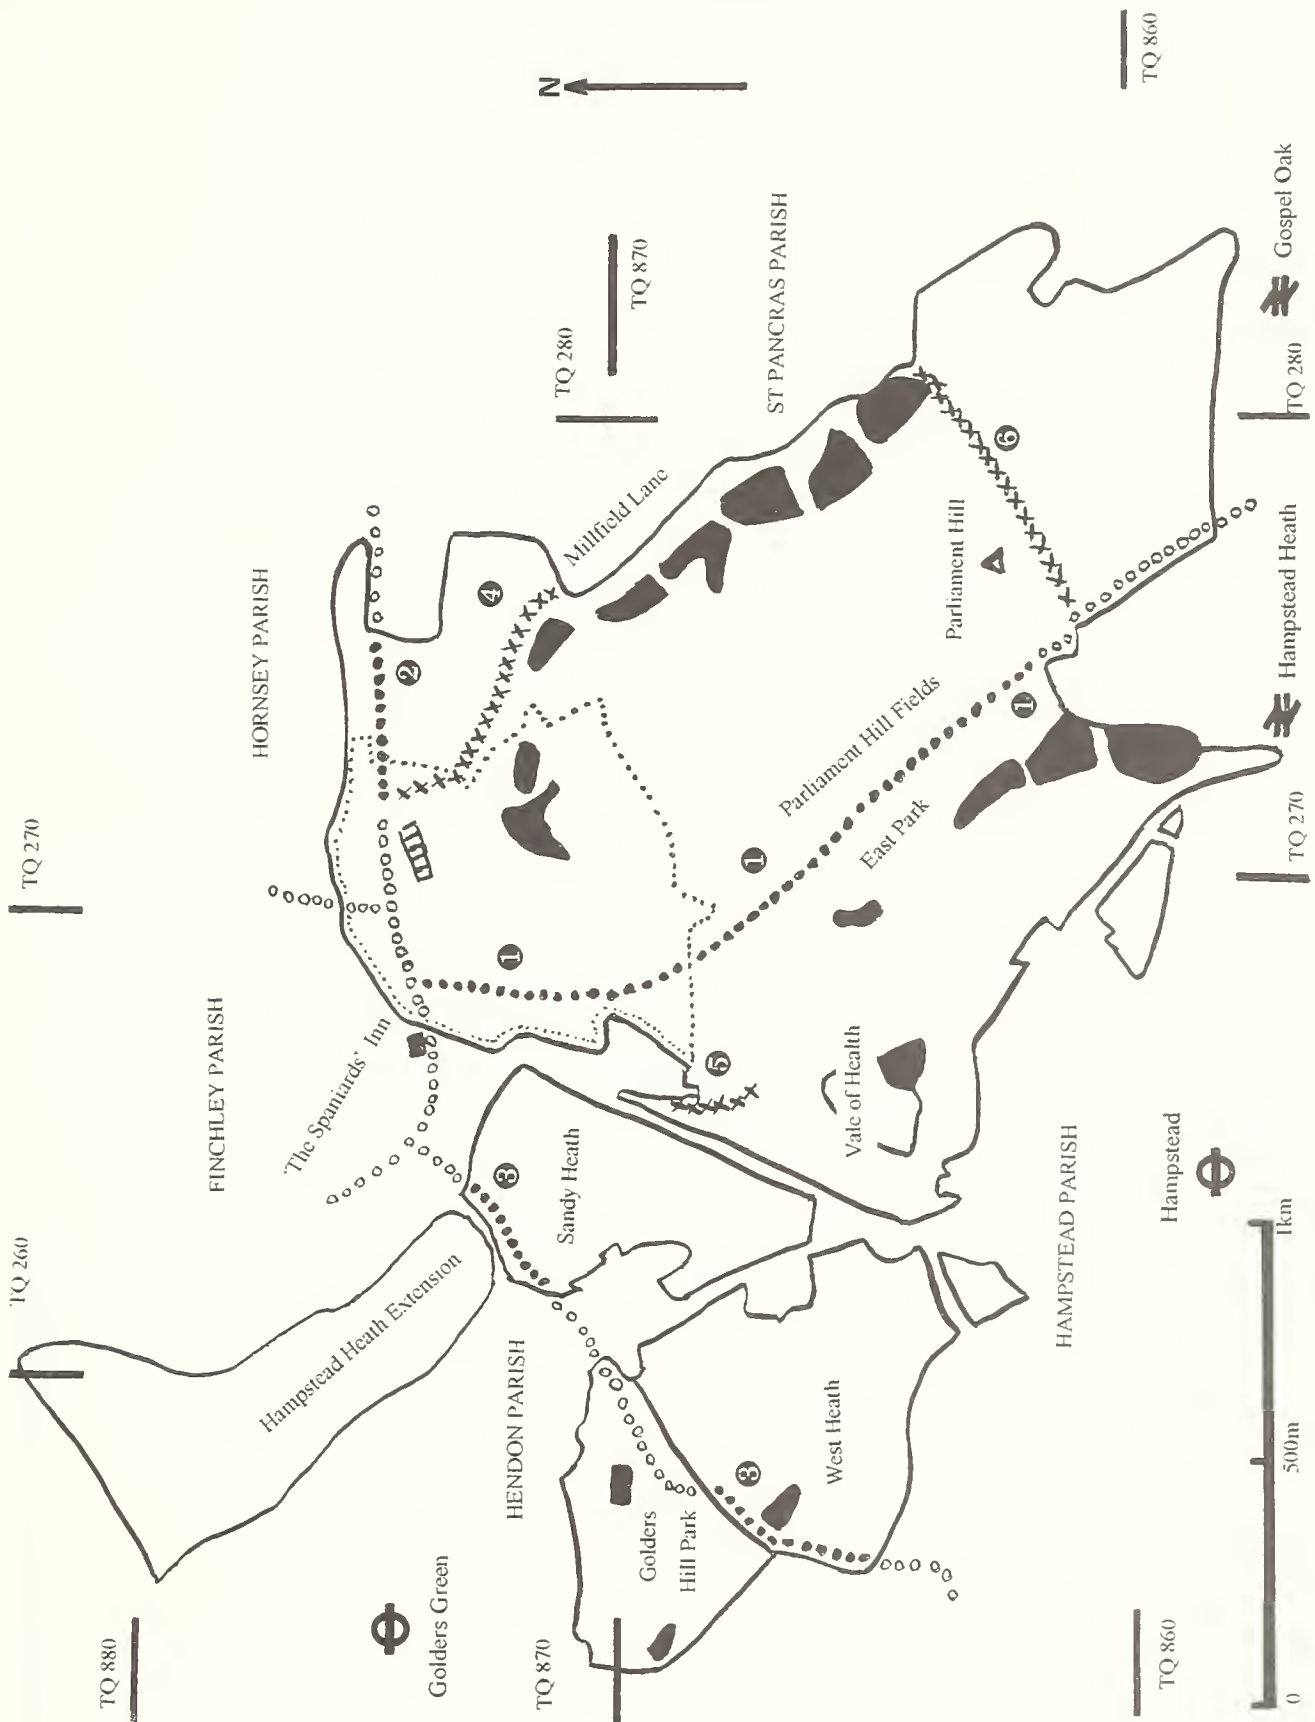 TQ 860
N
TQ 870
TQ 280
ST PANCRAS PARISH
Gospel Oak
TQ 280
6
Millfield Lane
Parliament Hill
4
HORNSEY PARISH
2
Hampstead Heath
Parliament Hill Fields
1
East Park
1
TQ 270
TQ 270
1
FINCHLEY PARISH
'The Spaniards' Inn
5
Vale of Health
HAMPSTEAD PARISH
Hampstead
3
Sandy Heath
TQ 260
Hampstead Heath Extension
HENDON PARISH
West Heath
3
Golders
Hill Park
Golders Green
TQ 880
TQ 870
TQ 860
0
500m
1km